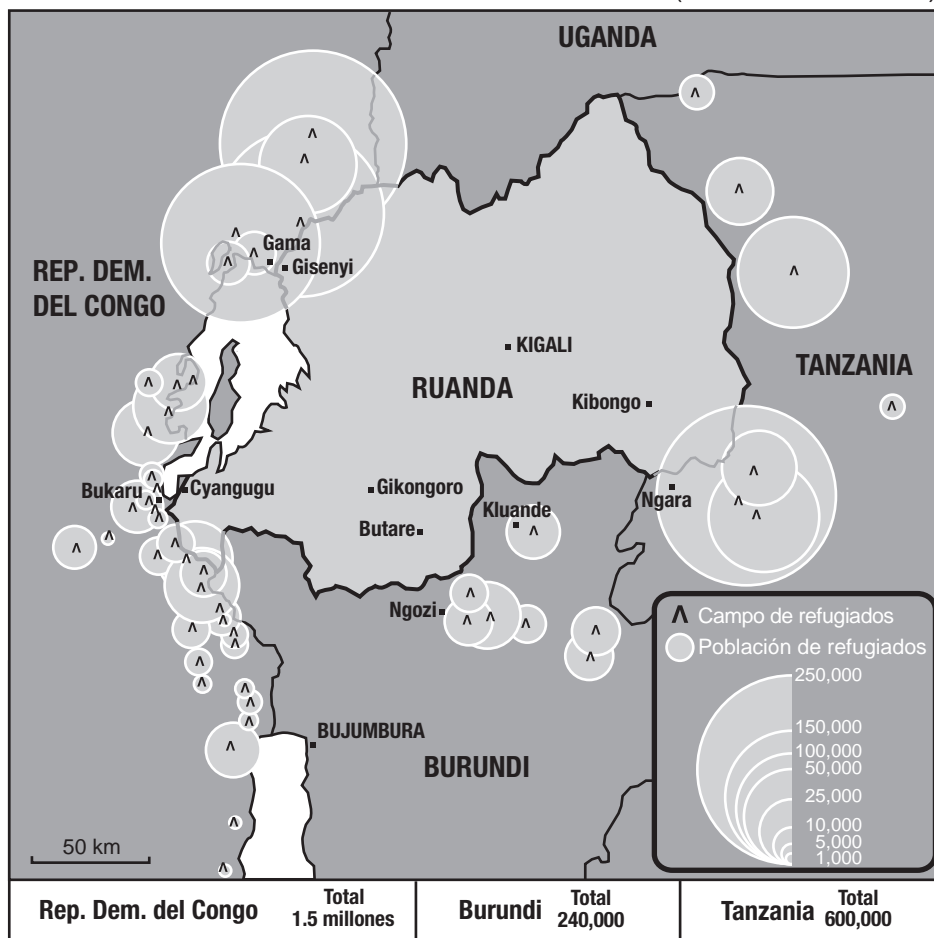 UGANDA
REP. DEM.
DEL CONGO
Gama
Gisenyi
KIGALI
RUANDA
TANZANIA
Kibongo
Bukaru
Cyangugu
Gikongoro
Ngara
Kluande
Butare
Ngozi
BUJUMBURA
BURUNDI
Λ Campo de refugiados
Población de refugiados
250,000
150,000
100,000
50,000
25,000
10,000
5,000
1,000
50 km
Rep. Dem. del Congo Total
1.5 millones
Burundi Total
240,000
Tanzania Total
600,000